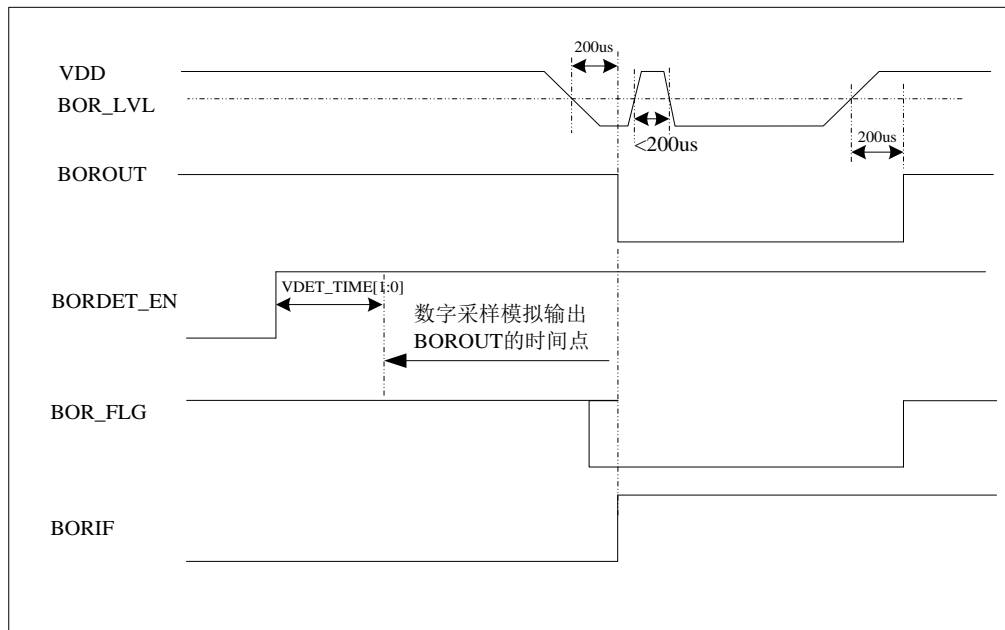 200us
VDD
BOR_LVL
<200us
200us
BOROUT
VDET_TIME[1:0]
BORDET_EN
数字采样模拟输出
BOROUT的时间点
BOR_FLG
BORIF